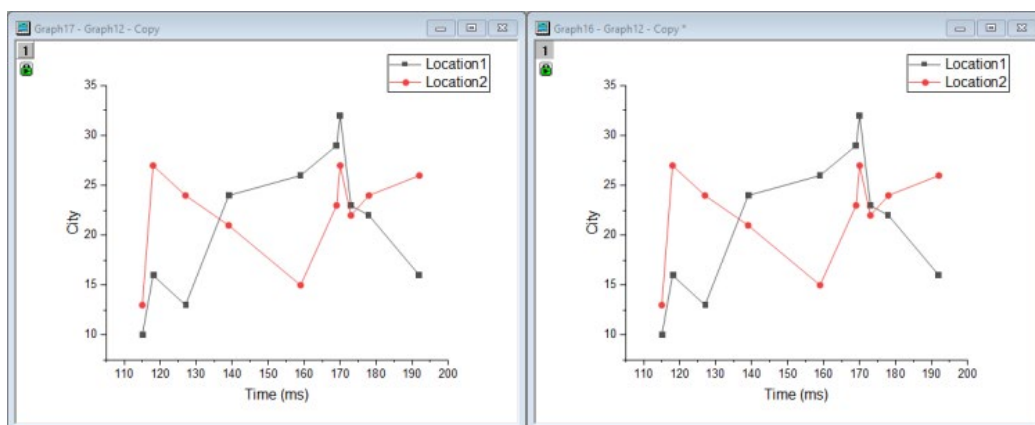 Graph17 - Graph12 - Copy
1
Location1
Location2
35
30
25
20
15
10
City
110 120 130 140 150 160 170 180 190 200
Time (ms)
Graph16 - Graph12 - Copy *
1
Location1
Location2
35
30
25
20
15
10
City
110 120 130 140 150 160 170 180 190 200
Time (ms)